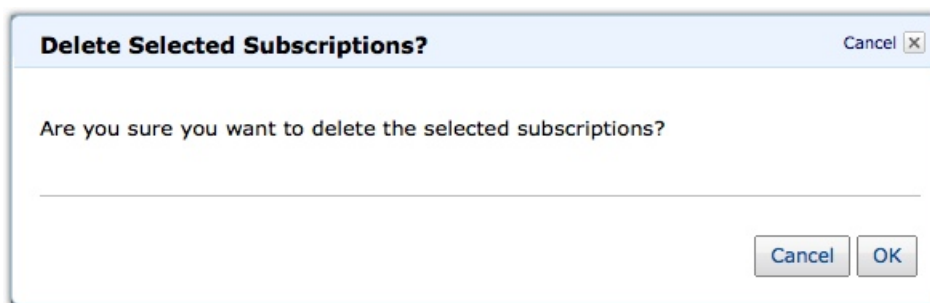 Delete Selected Subscriptions?
Cancel
Are you sure you want to delete the selected subscriptions?
Cancel
OK